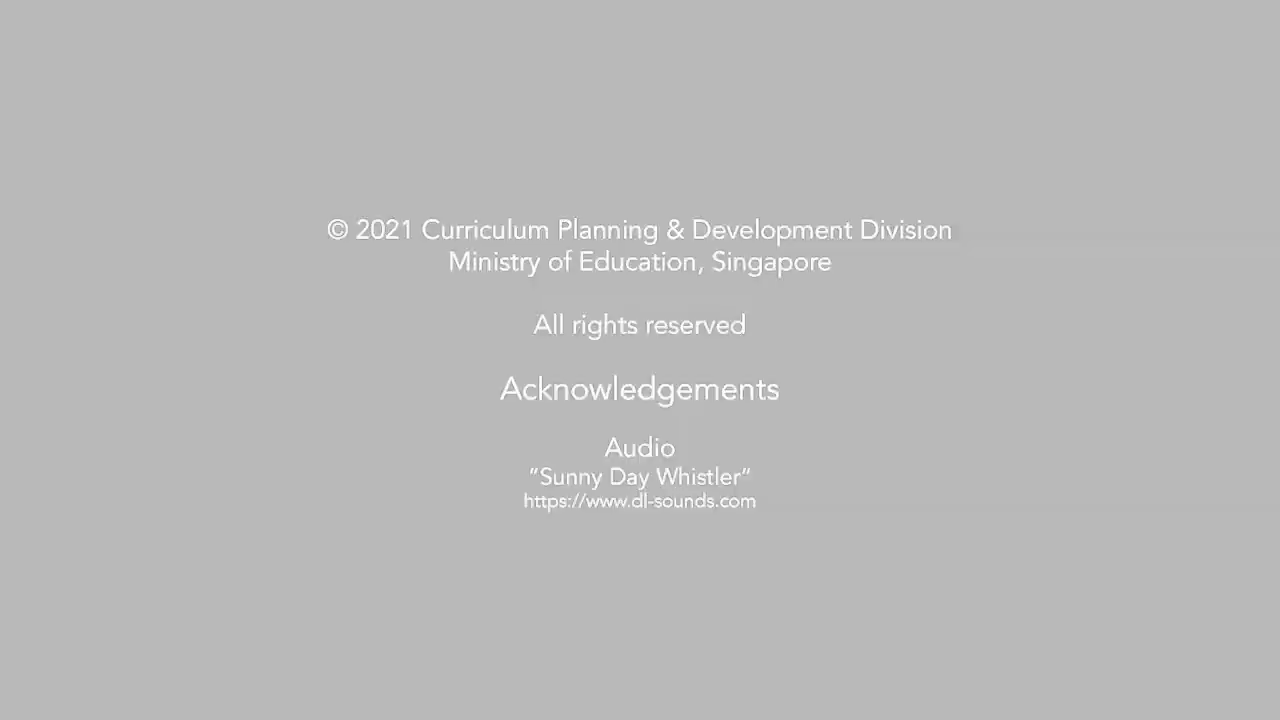 © 2021 Curriculum Planning & Development Division
Ministry of Education, Singapore
All rights reserved
Acknowledgements
Audio
"Sunny Day Whistler"
https://www.dl-sounds.com